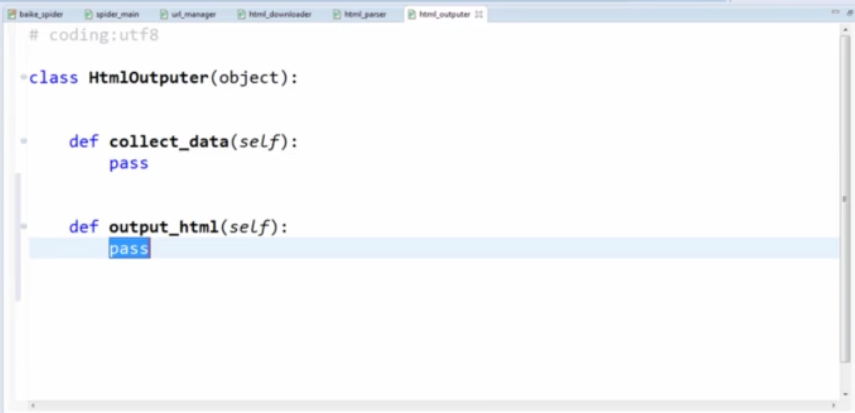 baike_spider spider_main url_manager html_downloader html_parser html_outputer
# coding:utf8
class HtmlOutputer(object):
def collect_data(self):
pass
def output_html(self):
pass